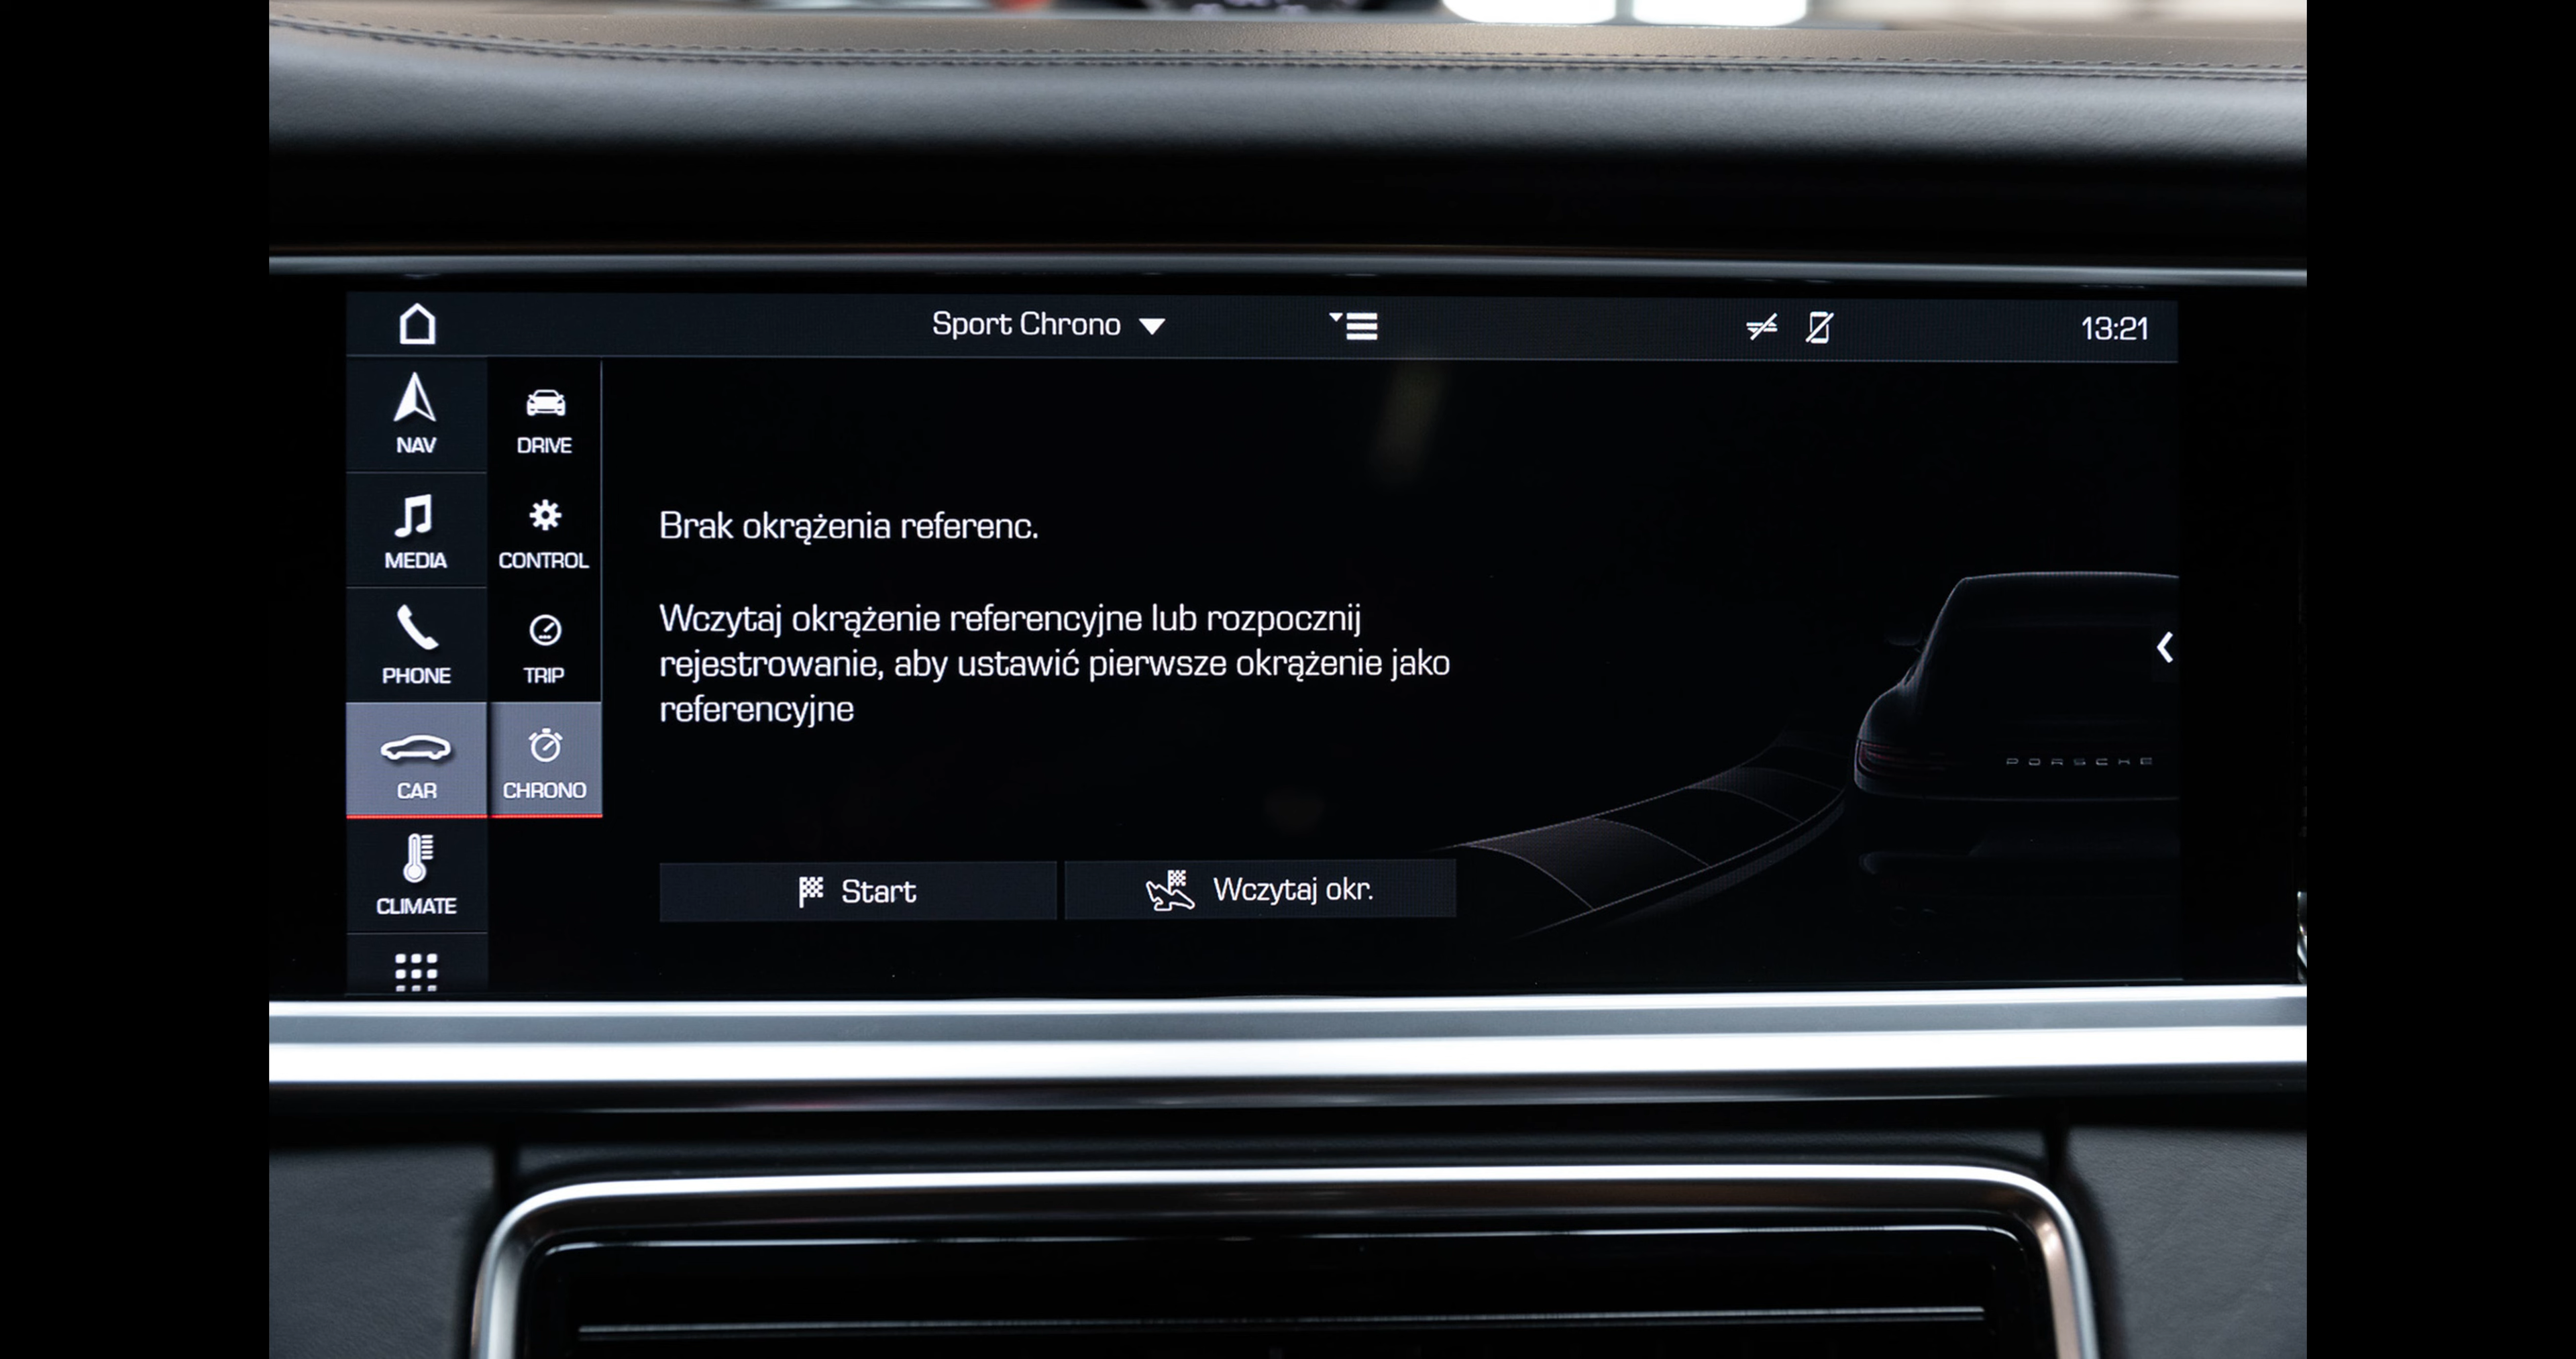 Sport Chrono
13:21
NAV
DRIVE
MEDIA
CONTROL
PHONE
TRIP
CAR
CHRONO
CLIMATE
Brak okrążenia referenc.
Wczytaj okrążenie referencyjne lub rozpocznij
rejestrowanie, aby ustawić pierwsze okrążenie jako
referencyjne
PORSCHE
Start
Wczytaj okr.